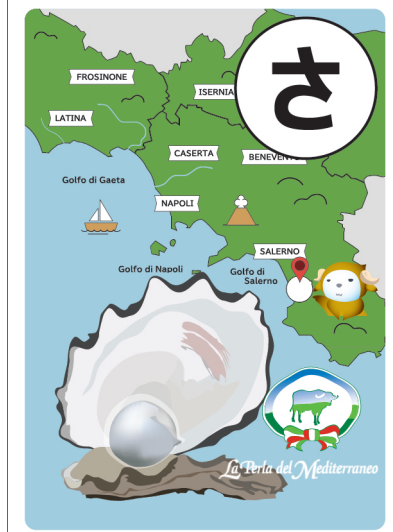 さ
FROSINONE
ISERNIA
LATINA
CASERTA
BENEVENTO
Golfo di Gaeta
NAPOLI
SALERNO
Golfo di Napoli
Golfo di
Salerno
La Perla del Mediterraneo